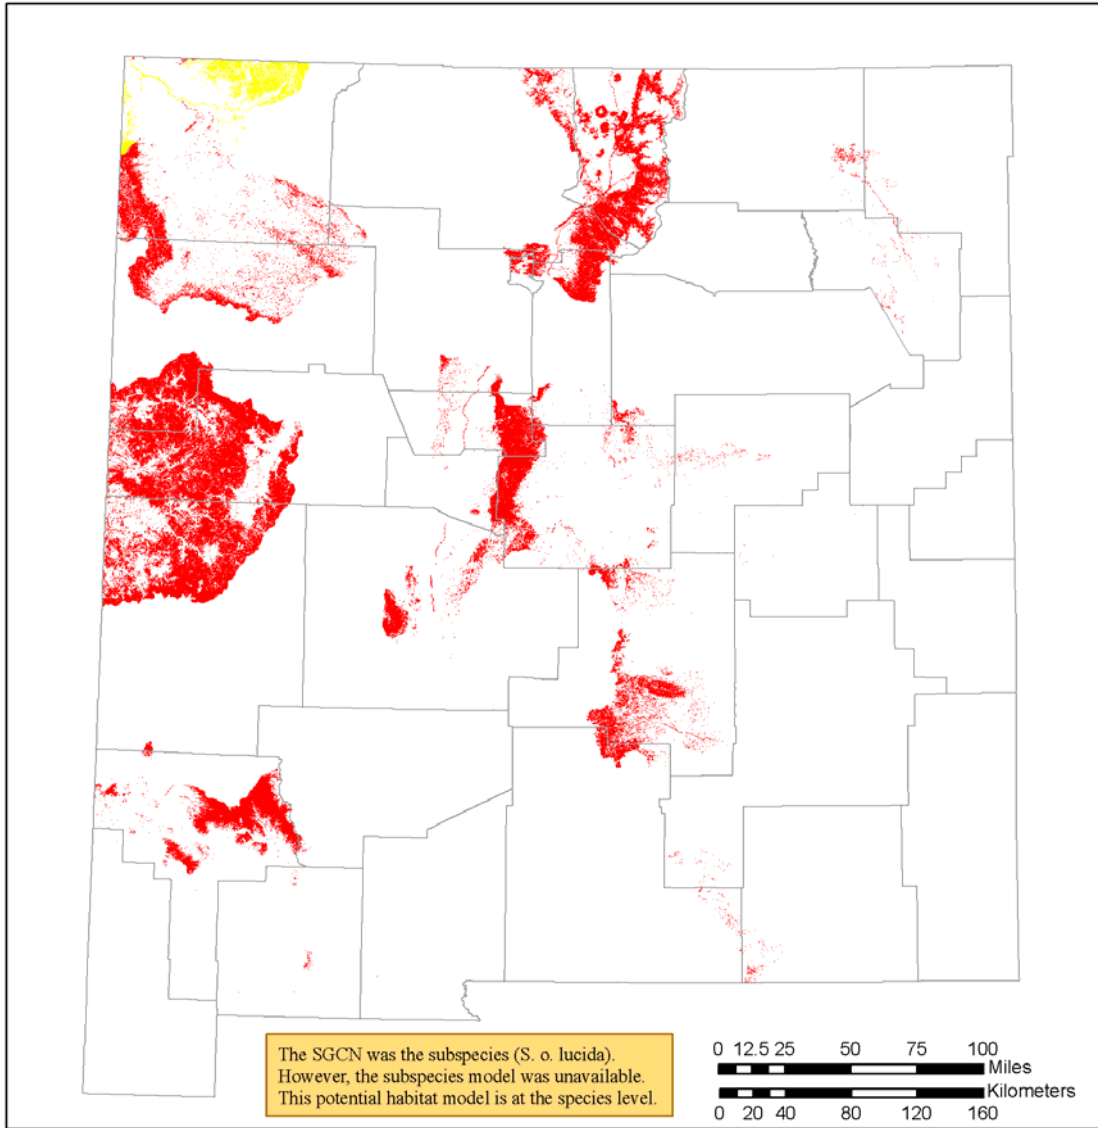 The SGCN was the subspecies (S. o. lucida).
However, the subspecies model was unavailable.
This potential habitat model is at the species level.
0 12.5 25 50 75 100
Miles
Kilometers
0 20 40 80 120 160